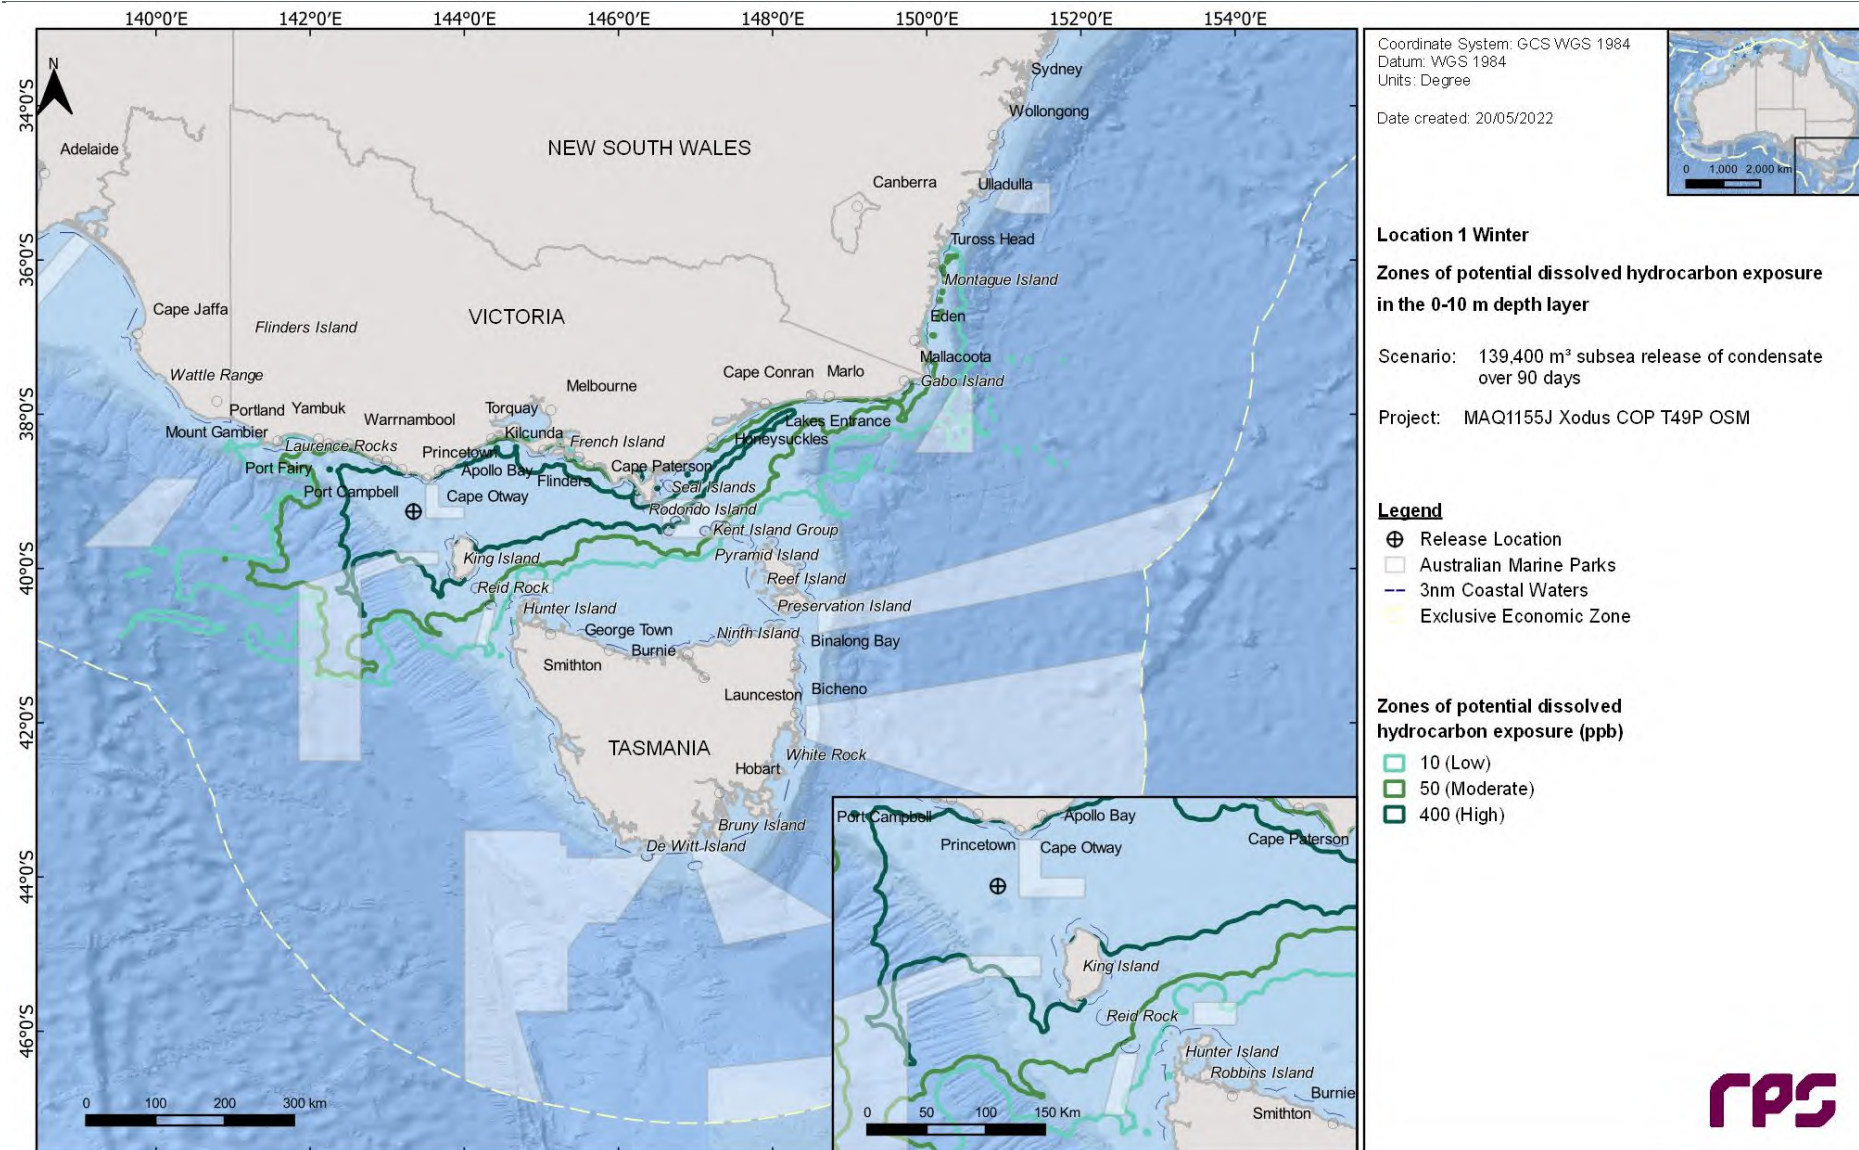 140°0'E 142°0'E 144°0'E 146°0'E 148°0'E 150°0'E 152°0'E 154°0'E
34°0'S
36°0'S
38°0'S
40°0'S
42°0'S
44°0'S
46°0'S
N
Sydney
Wollongong
Adelaide
NEW SOUTH WALES
Canberra
Ulladulla
Tuross Head
Montague Island
Cape Jaffa
VICTORIA
Eden
Flinders Island
Mallacoota
Wattle Range
Cape Conran
Marlo
Gabo Island
Melbourne
Portland
Yambuk
Torquay
Warrnambool
Lakes Entrance
Mount Gambier
Kilcunda
French Island
Honeysuckles
Laurence Rocks
Princetown
Port Fairy
Apollo Bay
Cape Paterson
Flinders
Seal Islands
Port Campbell
Cape Otway
Rodondo Island
Kent Island Group
King Island
Pyramid Island
Reef Island
Reid Rock
Hunter Island
Preservation Island
George Town
Ninth Island
Binalong Bay
Burnie
Smithton
Launceston
Bicheno
TASMANIA
White Rock
Hobart
Bruny Island
De Witt Island
0 100 200 300 km
Port Campbell
Apollo Bay
Princetown
Cape Otway
Cape Paterson
King Island
Reid Rock
Hunter Island
Robbins Island
Burnie
Smithton
0 50 100 150 Km
Coordinate System: GCS WGS 1984
Datum: WGS 1984
Units: Degree
Date created: 20/05/2022
0 1,000 2,000 km
Location 1 Winter
Zones of potential dissolved hydrocarbon exposure
in the 0-10 m depth layer
Scenario: 139,400 m³ subsea release of condensate
over 90 days
Project: MAQ1155J Xodus COP T49P OSM
Legend
Release Location
Australian Marine Parks
3nm Coastal Waters
Exclusive Economic Zone
Zones of potential dissolved
hydrocarbon exposure (ppb)
10 (Low)
50 (Moderate)
400 (High)
rps